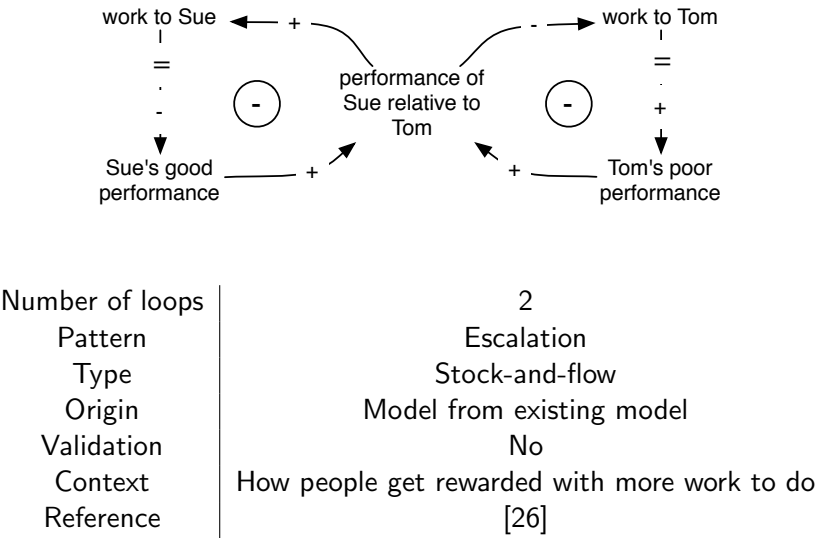 work to Sue
+
-
work to Tom
=
=
performance of
Sue relative to
Tom
-
-
-
+
Sue's good
performance
+
+
Tom's poor
performance
Number of loops 2
Pattern Escalation
Type Stock-and-flow
Origin Model from existing model
Validation No
Context How people get rewarded with more work to do
Reference [26]